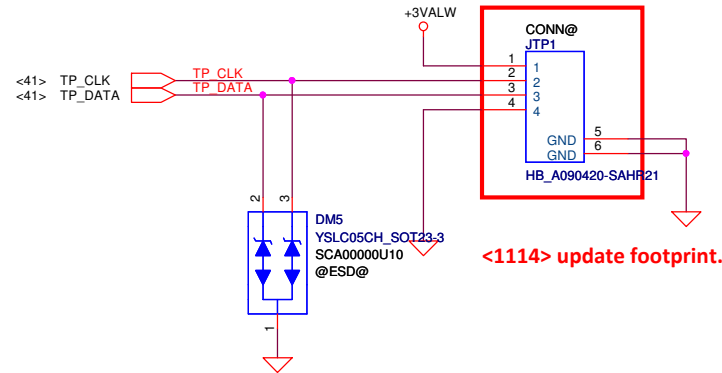 +3VALW
CONN@
JTP1
1 1
<41> TP_CLK TP_CLK 2 2
<41> TP_DATA TP_DATA 3 3
4 4
GND 5
GND 6
HB_A090420-SAHR21
2 3
DM5
YSLC05CH_SOT23-3
SCA00000U10
@ESD@
1
<1114> update footprint.